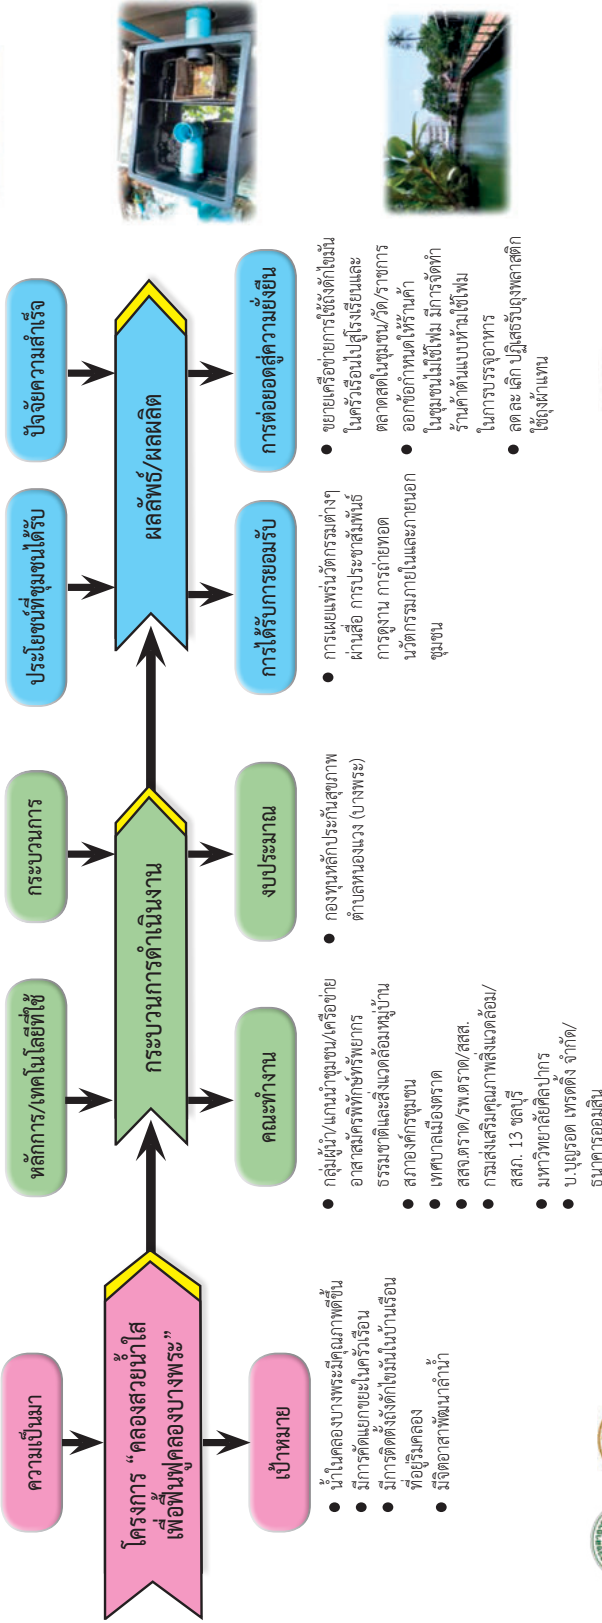 ความเป็นมา
โครงการ “คลองสวยน้ำใส
เพื่อฟื้นฟูคลองบางพระ”
เป้าหมาย
● น้ำในคลองบางพระมีคุณภาพดีขึ้น
● มีการคัดแยกขยะในครัวเรือน
● มีการติดตั้งถังดักไขมันในบ้านเรือน
ที่อยู่ริมคลอง
● มีจิตอาสาพัฒนาลำน้ำ
หลักการ/เทคโนโลยีที่ใช้
กระบวนการ
กระบวนการดำเนินงาน
คณะทำงาน
● กลุ่มผู้นำ/แกนนำชุมชน/เครือข่าย
อาสาสมัครพิทักษ์ทรัพยากร
ธรรมชาติและสิ่งแวดล้อมหมู่บ้าน
● สภาองค์กรชุมชน
● เทศบาลเมืองตราด
● สสจ.ตราด/รพ.ตราด/สสส.
● กรมส่งเสริมคุณภาพสิ่งแวดล้อม/
สสภ. 13 ชลบุรี
● มหาวิทยาลัยศิลปากร
● บ.บุญรอด เทรดดิ้ง จำกัด/
ธนาคารออมสิน
งบประมาณ
● กองทุนหลักประกันสุขภาพ
ตำบลหนองแวง (บางพระ)
ประโยชน์ที่ชุมชนได้รับ
ปัจจัยความสำเร็จ
ผลลัพธ์/ผลผลิต
การได้รับการยอมรับ
● การเผยแพร่นวัตกรรมต่างๆ
ผ่านสื่อ การประชาสัมพันธ์
การดูงาน การถ่ายทอด
นวัตกรรมภายในและภายนอก
ชุมชน
การต่อยอดสู่ความยั่งยืน
● ขยายเครือข่ายการใช้ถังดักไขมัน
ในครัวเรือนไปสู่โรงเรียนและ
ตลาดสดในชุมชน/วัด/ราชการ
● ออกข้อกำหนดให้ร้านค้า
ในชุมชนไม่ใช้โฟม มีการจัดทำ
ร้านค้าต้นแบบห้ามใช้โฟม
ในการบรรจุอาหาร
● ลด ละ เลิก ปฏิเสธรับถุงพลาสติก
ใช้ถุงผ้าแทน